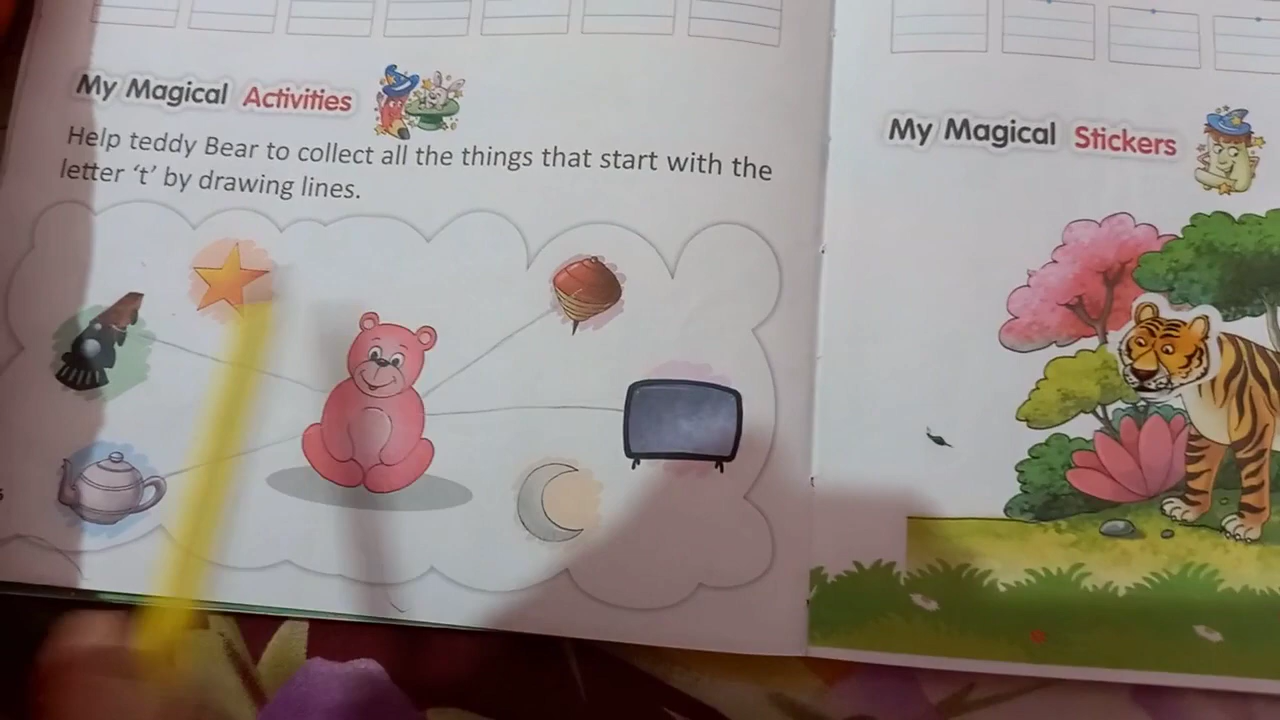 My Magical Activities
Help teddy Bear to collect all the things that start with the
letter ‘t’ by drawing lines.
My Magical Stickers